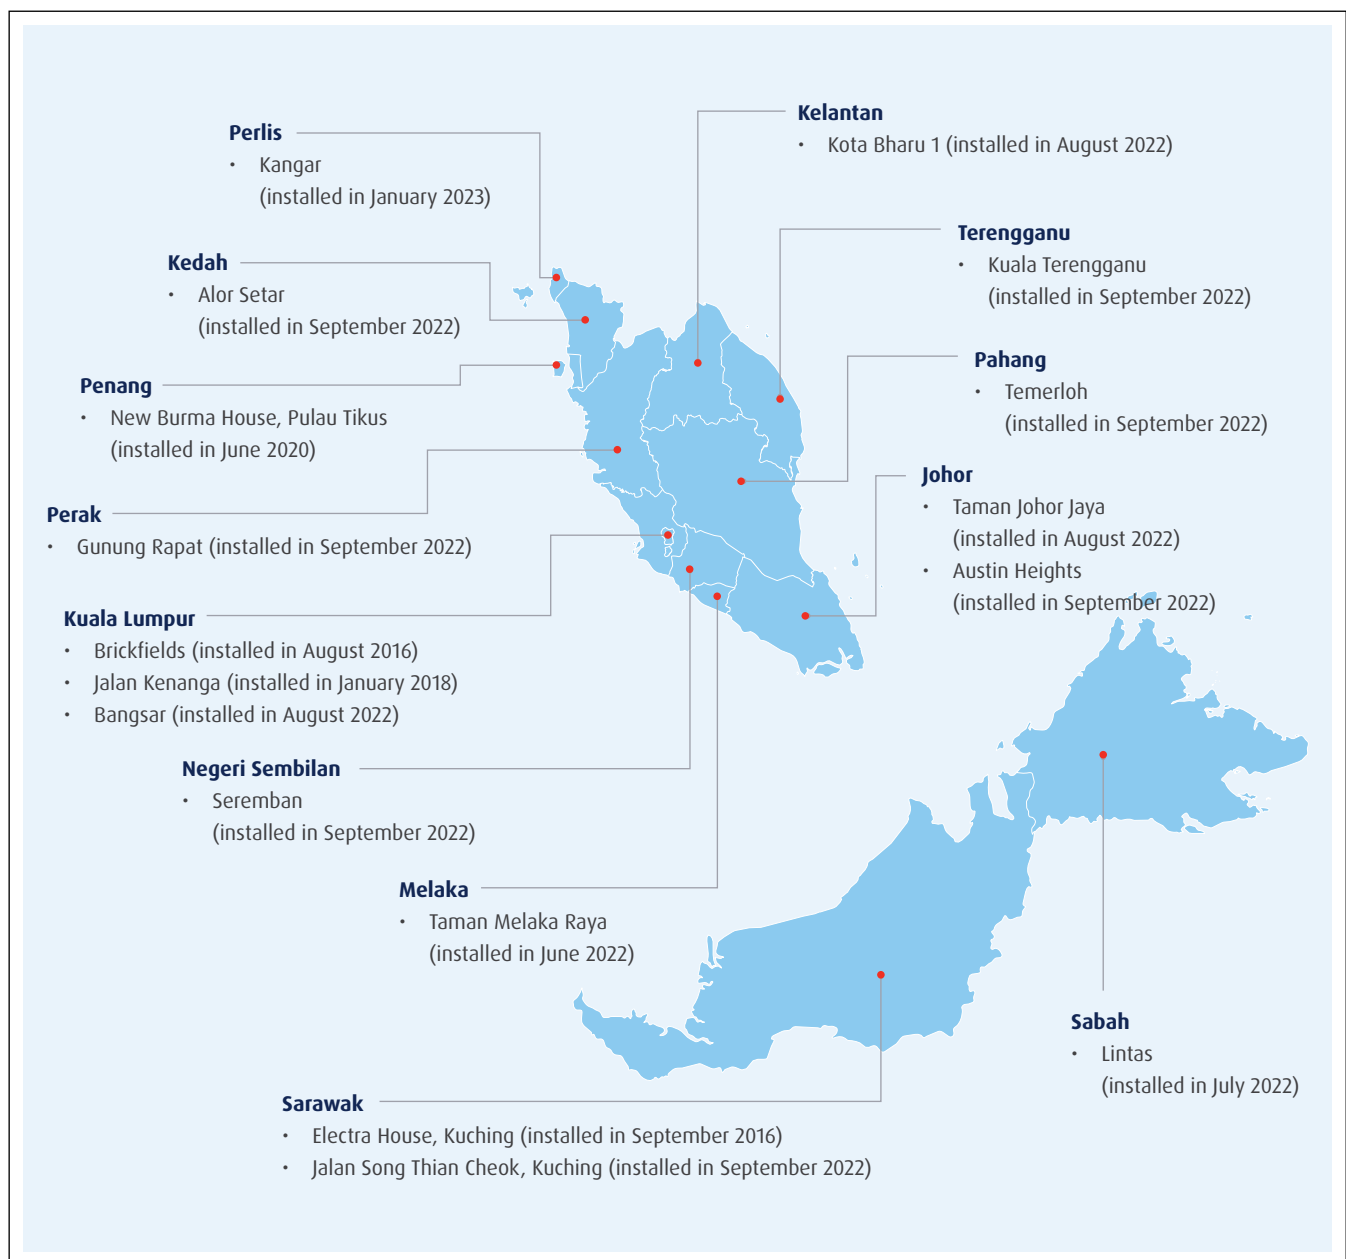 Perlis
• Kangar
(installed in January 2023)
Kedah
• Alor Setar
(installed in September 2022)
Penang
• New Burma House, Pulau Tikus
(installed in June 2020)
Perak
• Gunung Rapat (installed in September 2022)
Kuala Lumpur
• Brickfields (installed in August 2016)
• Jalan Kenanga (installed in January 2018)
• Bangsar (installed in August 2022)
Negeri Sembilan
• Seremban
(installed in September 2022)
Melaka
• Taman Melaka Raya
(installed in June 2022)
Sarawak
• Electra House, Kuching (installed in September 2016)
• Jalan Song Thian Cheok, Kuching (installed in September 2022)
Kelantan
• Kota Bharu 1 (installed in August 2022)
Terengganu
• Kuala Terengganu
(installed in September 2022)
Pahang
• Temerloh
(installed in September 2022)
Johor
• Taman Johor Jaya
(installed in August 2022)
• Austin Heights
(installed in September 2022)
Sabah
• Lintas
(installed in July 2022)